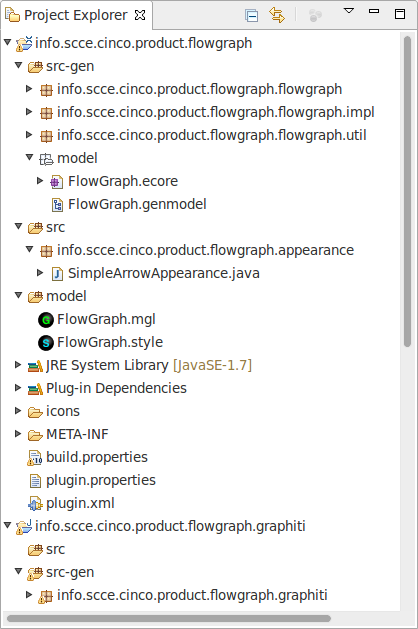 Project Explorer
info.scce.cinco.product.flowgraph
src-gen
info.scce.cinco.product.flowgraph.flowgraph
info.scce.cinco.product.flowgraph.flowgraph.impl
info.scce.cinco.product.flowgraph.flowgraph.util
model
FlowGraph.ecore
FlowGraph.genmodel
src
info.scce.cinco.product.flowgraph.appearance
SimpleArrowAppearance.java
model
FlowGraph.mgl
FlowGraph.style
JRE System Library [JavaSE-1.7]
Plug-in Dependencies
icons
META-INF
build.properties
plugin.properties
plugin.xml
info.scce.cinco.product.flowgraph.graphiti
src
src-gen
info.scce.cinco.product.flowgraph.graphiti